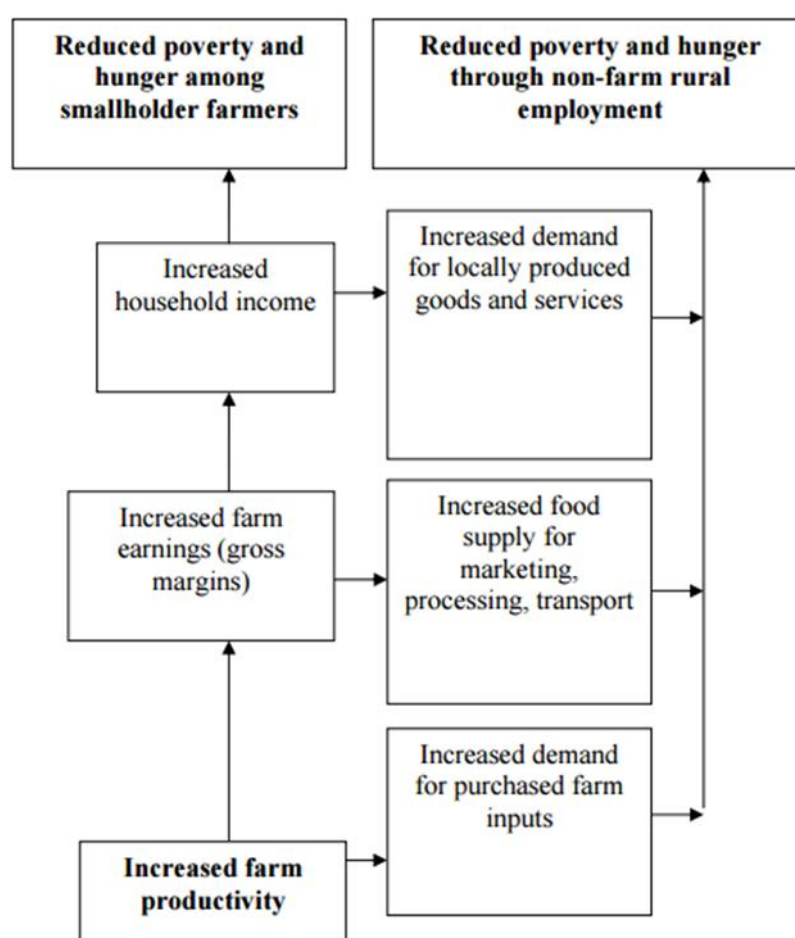 Reduced poverty and
hunger among
smallholder farmers
Reduced poverty and hunger
through non-farm rural
employment
Increased
household income
Increased demand
for locally produced
goods and services
Increased farm
earnings (gross
margins)
Increased food
supply for
marketing,
processing, transport
Increased demand
for purchased farm
inputs
Increased farm
productivity